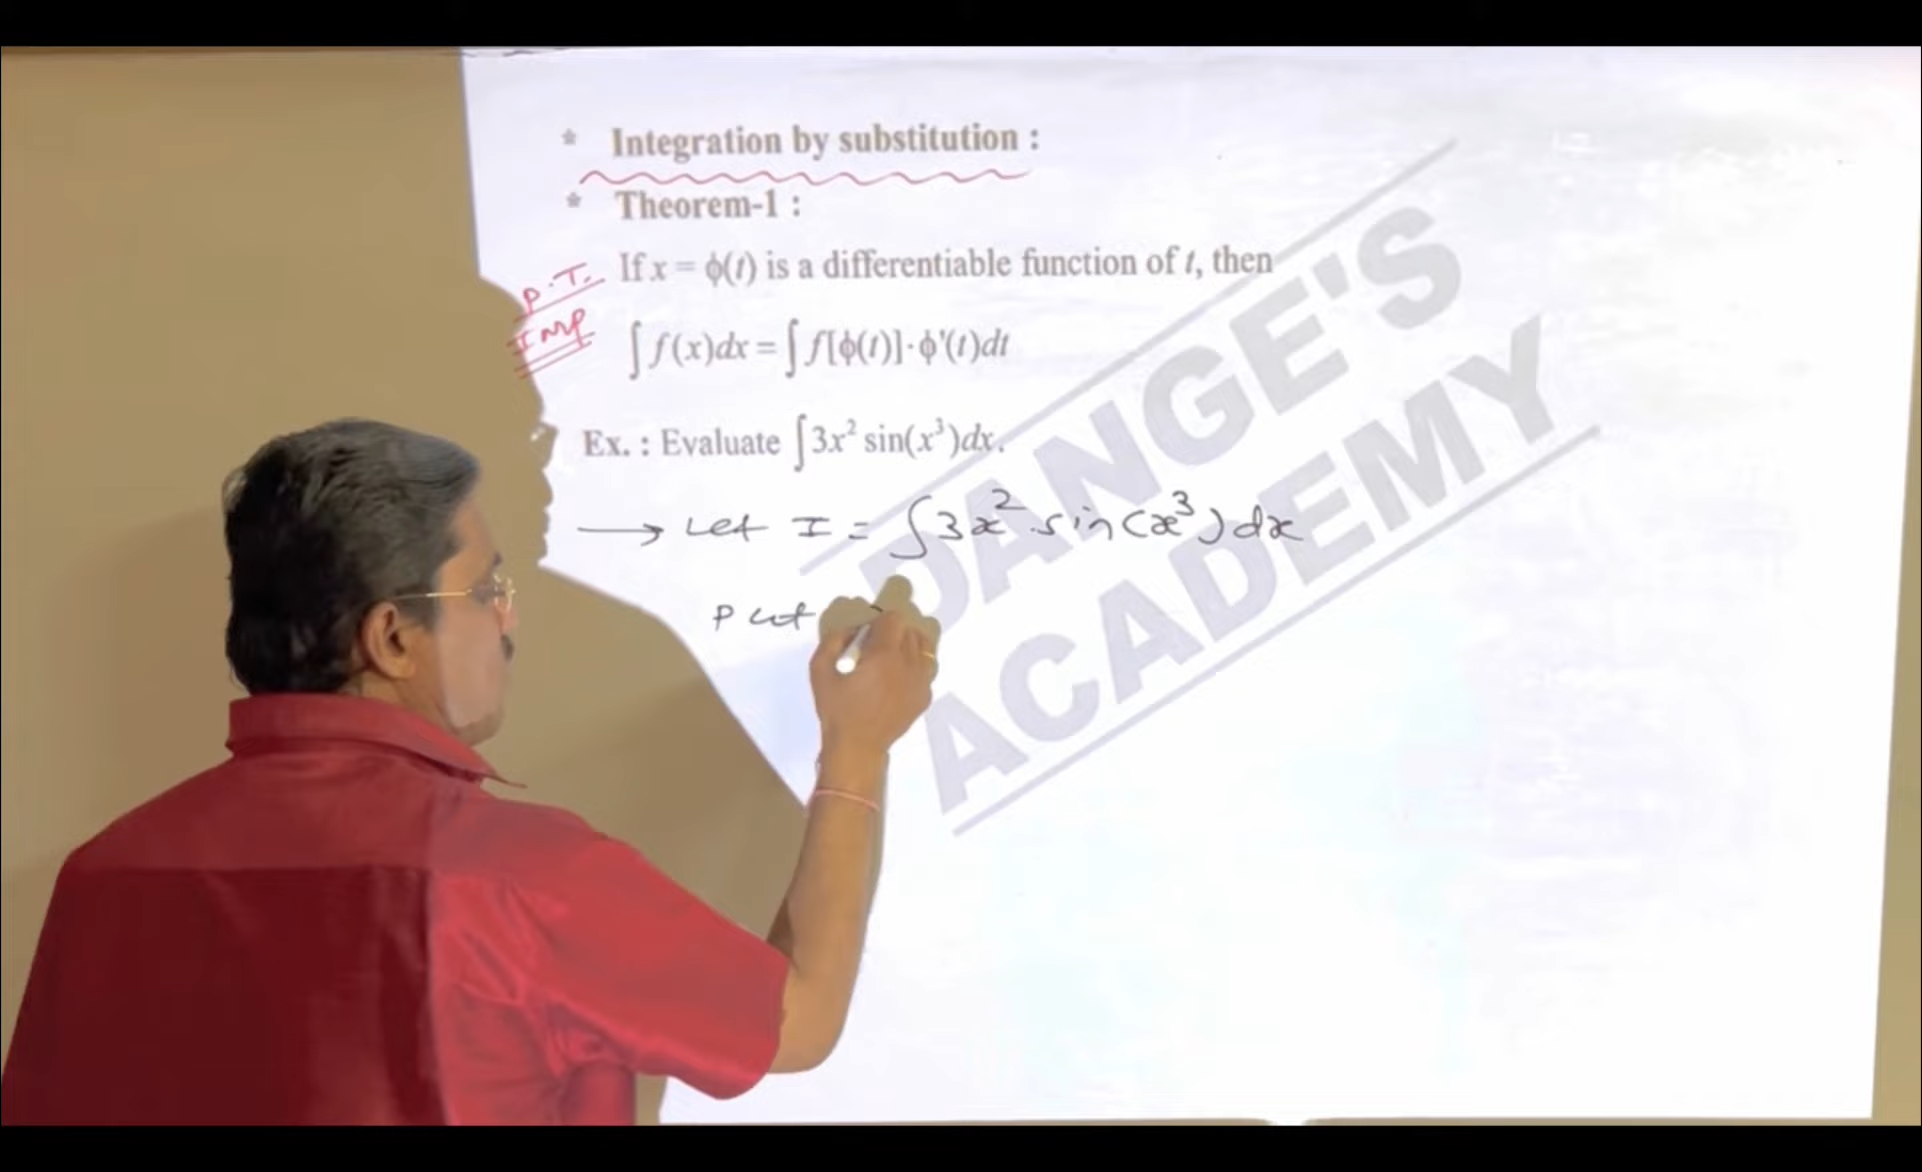 * Integration by substitution :
* Theorem-1 :
P.T. If x = ϕ(t) is a differentiable function of t, then
IMP ∫ f(x)dx = ∫ f[ϕ(t)]·ϕ'(t)dt
Ex. : Evaluate ∫3x² sin(x³)dx.
→ Let I = ∫3x².sin(x³)dx
Put
DANGE'S
ACADEMY